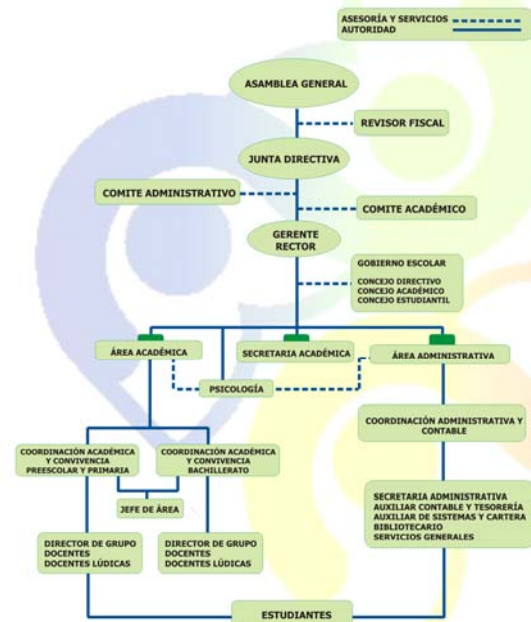 ASESORÍA Y SERVICIOS
AUTORIDAD
ASAMBLEA GENERAL
REVISOR FISCAL
JUNTA DIRECTIVA
COMITE ADMINISTRATIVO
COMITE ACADÉMICO
GERENTE
RECTOR
GOBIERNO ESCOLAR
CONCEJO DIRECTIVO
CONCEJO ACADÉMICO
CONCEJO ESTUDIANTIL
ÁREA ACADÉMICA
SECRETARIA ACADÉMICA
ÁREA ADMINISTRATIVA
PSICOLOGÍA
COORDINACIÓN ADMINISTRATIVA Y
CONTABLE
COORDINACIÓN ACADÉMICA
Y CONVIVENCIA
PREESCOLAR Y PRIMARIA
COORDINACIÓN ACADÉMICA
Y CONVIVENCIA
BACHILLERATO
JEFE DE ÁREA
SECRETARIA ADMINISTRATIVA
AUXILIAR CONTABLE Y TESORERÍA
AUXILIAR DE SISTEMAS Y CARTERA
BIBLIOTECARIO
SERVICIOS GENERALES
DIRECTOR DE GRUPO
DOCENTES
DOCENTES LÚDICAS
DIRECTOR DE GRUPO
DOCENTES
DOCENTES LÚDICAS
ESTUDIANTES